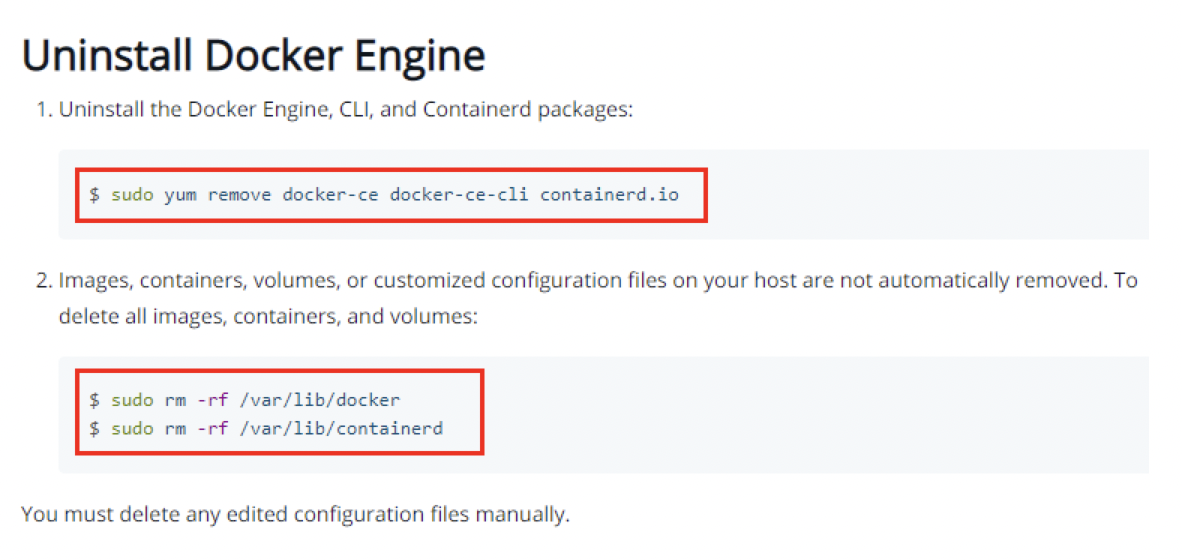 Uninstall Docker Engine
1. Uninstall the Docker Engine, CLI, and Containerd packages:
$ sudo yum remove docker-ce docker-ce-cli containerd.io
2. Images, containers, volumes, or customized configuration files on your host are not automatically removed. To
delete all images, containers, and volumes:
$ sudo rm -rf /var/lib/docker
$ sudo rm -rf /var/lib/containerd
You must delete any edited configuration files manually.